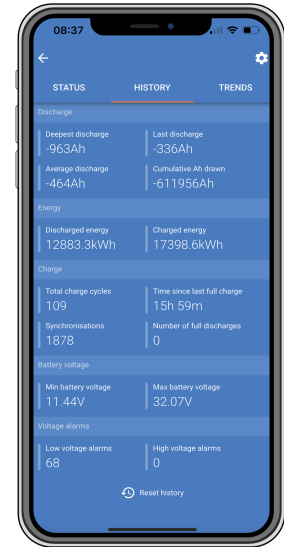 08:37
STATUS HISTORY TRENDS
Discharge
Deepest discharge Last discharge
-963Ah -336Ah
Average discharge Cumulative Ah drawn
-464Ah -611956Ah
Energy
Discharged energy Charged energy
12883.3kWh 17398.6kWh
Charge
Total charge cycles Time since last full charge
109 15h 59m
Synchronisations Number of full discharges
1878 0
Battery voltage
Min battery voltage Max battery voltage
11.44V 32.07V
Voltage alarms
Low voltage alarms High voltage alarms
68 0
Reset history